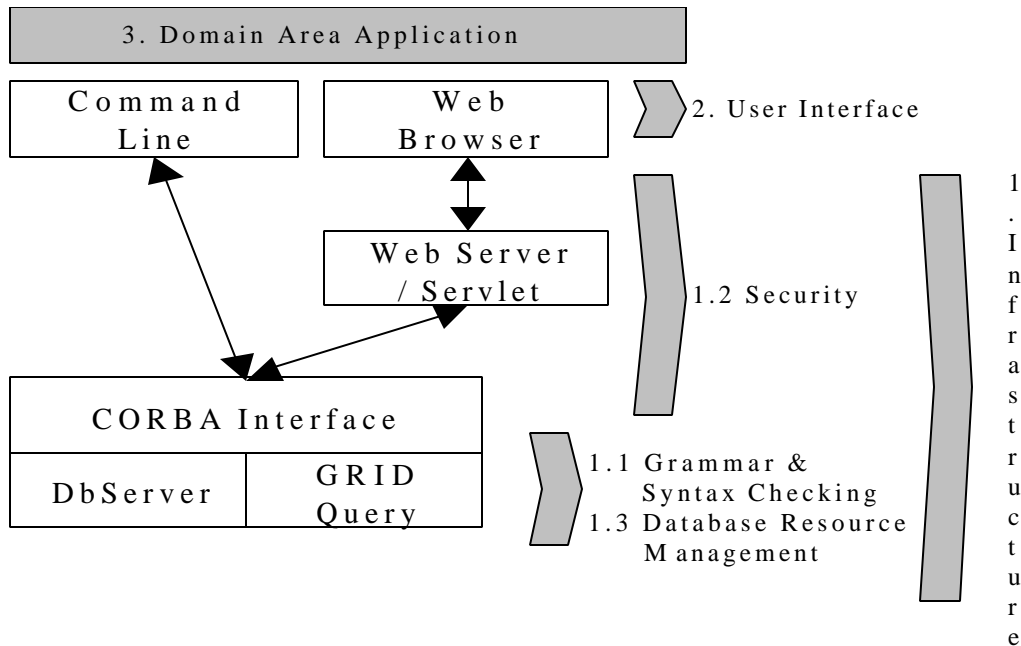 3. Domain Area Application
Command
Line
Web
Browser
2. User Interface
Web Server
/ Servlet
1.2 Security
CORBA Interface
DbServer
GRID
Query
1.1 Grammar &
Syntax Checking
1.3 Database Resource
Management
1. Infrastructure